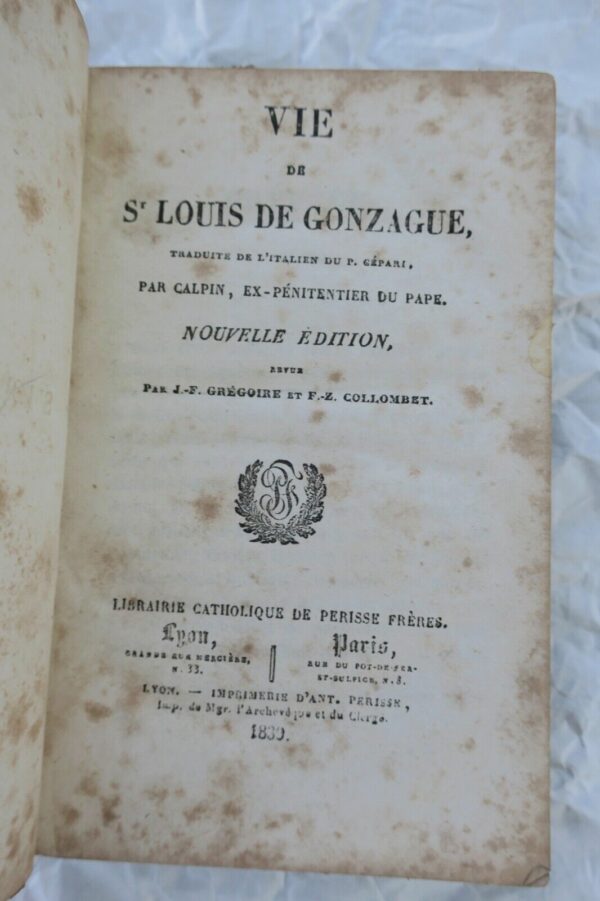 VIE
DE
Sᵗ LOUIS DE GONZAGUE,
TRADUITE DE L'ITALIEN DU P. CÉPARI,
PAR CALPIN, EX-PÉNITENTIER DU PAPE.
NOUVELLE ÉDITION,
REVUE
PAR J.-F. GRÉGOIRE ET F.-Z. COLLOMBET.
LIBRAIRIE CATHOLIQUE DE PERISSE FRÈRES.
Lyon,
GRANDE RUE MERCIÈRE,
N. 33.
Paris,
RUE DU POT-DE-FER-
ST-SULPICE, N. 8.
LYON. — IMPRIMERIE D'ANT. PERISSE,
Imp. de Mgr. l'Archevêque et du Clergé.
1839.